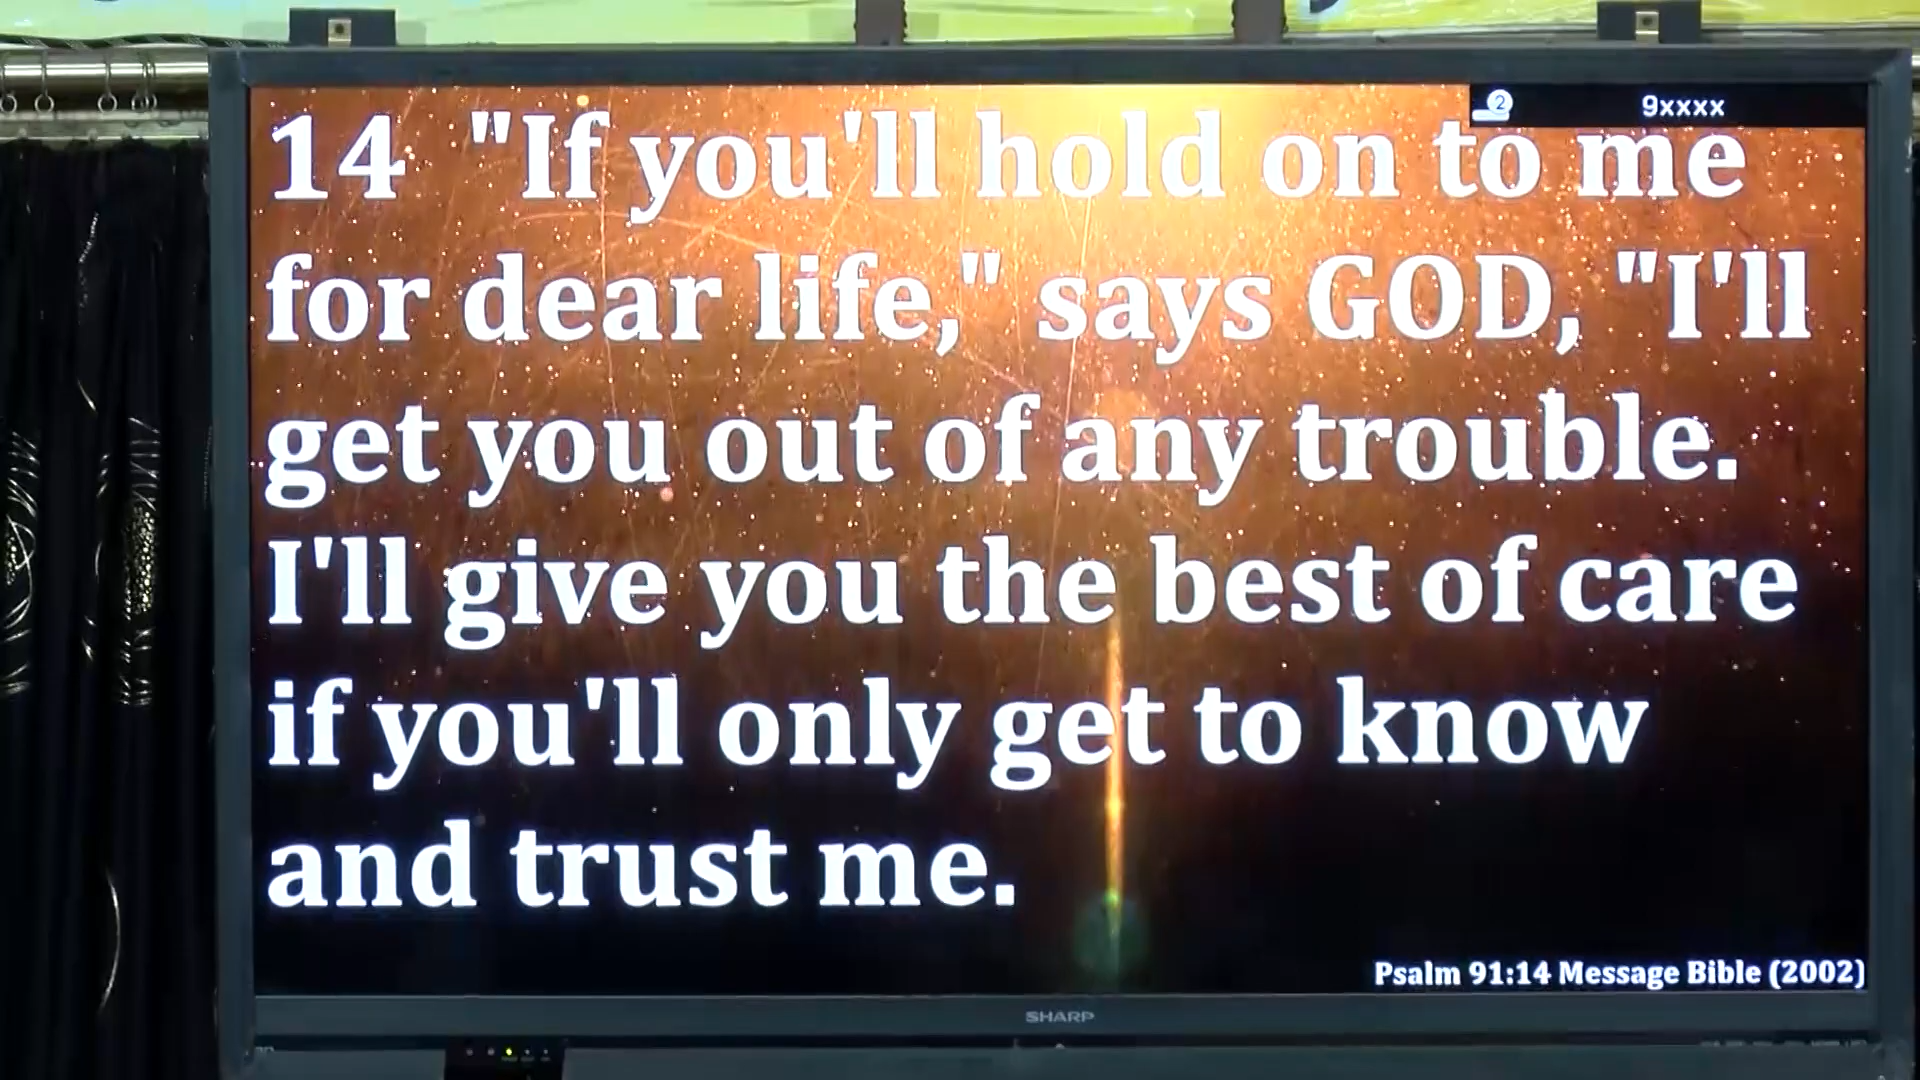 2 9xxxx
14 "If you'll hold on to me
for dear life," says GOD, "I'll
get you out of any trouble.
I'll give you the best of care
if you'll only get to know
and trust me.
Psalm 91:14 Message Bible (2002)
SHARP